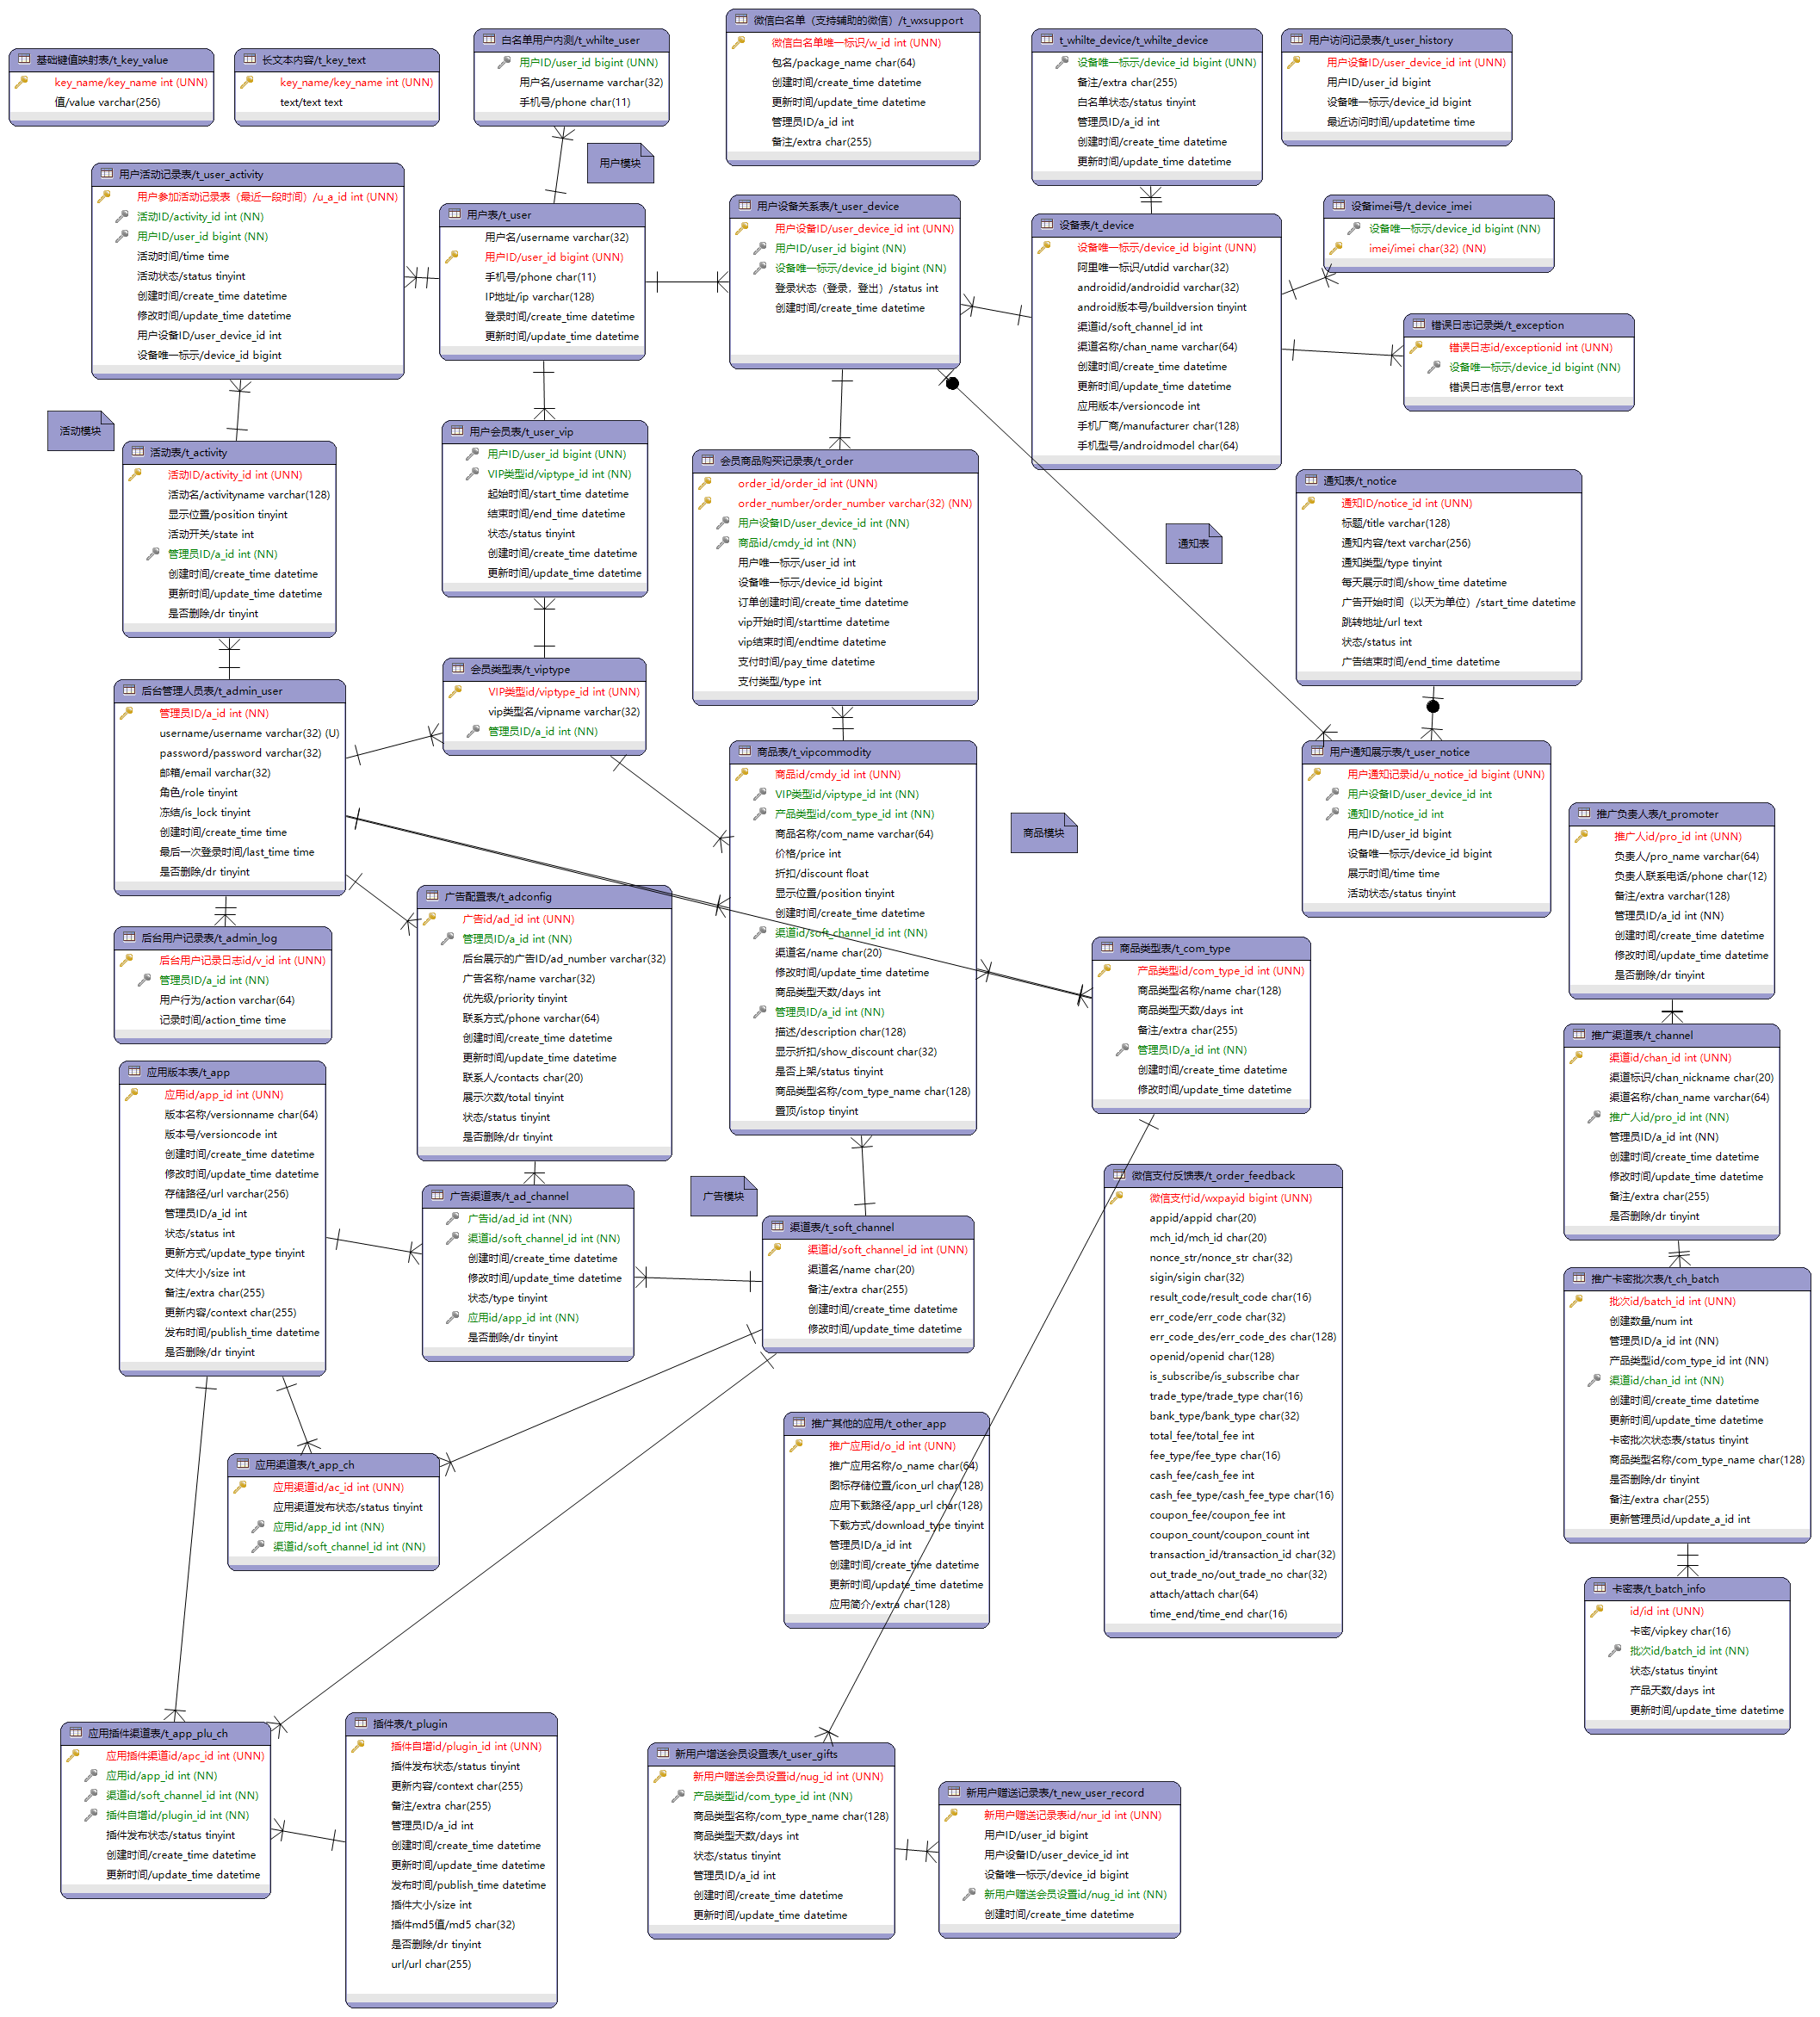 基础键值映射表/t_key_value
key_name/key_name int (UNN)
值/value varchar(256)
长文本内容/t_key_text
key_name/key_name int (UNN)
text/text text
白名单用户内测/t_whilte_user
用户ID/user_id bigint (UNN)
用户名/username varchar(32)
手机号/phone char(11)
微信白名单（支持辅助的微信）/t_wxsupport
微信白名单唯一标识/w_id int (UNN)
包名/package_name char(64)
创建时间/create_time datetime
更新时间/update_time datetime
管理员ID/a_id int
备注/extra char(255)
t_whilte_device/t_whilte_device
设备唯一标示/device_id bigint (UNN)
备注/extra char(255)
白名单状态/status tinyint
管理员ID/a_id int
创建时间/create_time datetime
更新时间/update_time datetime
用户访问记录表/t_user_history
用户设备ID/user_device_id int (UNN)
用户ID/user_id bigint
设备唯一标示/device_id bigint
最近访问时间/updatetime time
用户模块
用户活动记录表/t_user_activity
用户参加活动记录表（最近一段时间）/u_a_id int (UNN)
活动ID/activity_id int (NN)
用户ID/user_id bigint (NN)
活动时间/time time
活动状态/status tinyint
创建时间/create_time datetime
修改时间/update_time datetime
用户设备ID/user_device_id int
设备唯一标示/device_id bigint
用户表/t_user
用户名/username varchar(32)
用户ID/user_id bigint (UNN)
手机号/phone char(11)
IP地址/ip varchar(128)
登录时间/create_time datetime
更新时间/update_time datetime
用户设备关系表/t_user_device
用户设备ID/user_device_id int (UNN)
用户ID/user_id bigint (NN)
设备唯一标示/device_id bigint (NN)
登录状态（登录，登出）/status int
创建时间/create_time datetime
设备表/t_device
设备唯一标示/device_id bigint (UNN)
阿里唯一标识/utdid varchar(32)
androidid/androidid varchar(32)
android版本号/buildversion tinyint
渠道id/soft_channel_id int
渠道名称/chan_name varchar(64)
创建时间/create_time datetime
更新时间/update_time datetime
应用版本/versioncode int
手机厂商/manufacturer char(128)
手机型号/androidmodel char(64)
设备imei号/t_device_imei
设备唯一标示/device_id bigint (NN)
imei/imei char(32) (NN)
错误日志记录类/t_exception
错误日志id/exceptionid int (UNN)
设备唯一标示/device_id bigint (NN)
错误日志信息/error text
活动模块
活动表/t_activity
活动ID/activity_id int (UNN)
活动名/activityname varchar(128)
显示位置/position tinyint
活动开关/state int
管理员ID/a_id int (NN)
创建时间/create_time datetime
更新时间/update_time datetime
是否删除/dr tinyint
用户会员表/t_user_vip
用户ID/user_id bigint (UNN)
VIP类型id/viptype_id int (NN)
起始时间/start_time datetime
结束时间/end_time datetime
状态/status tinyint
创建时间/create_time datetime
更新时间/update_time datetime
会员商品购买记录表/t_order
order_id/order_id int (UNN)
order_number/order_number varchar(32) (NN)
用户设备ID/user_device_id int (NN)
商品id/cmdy_id int (NN)
用户唯一标示/user_id int
设备唯一标示/device_id bigint
订单创建时间/create_time datetime
vip开始时间/starttime datetime
vip结束时间/endtime datetime
支付时间/pay_time datetime
支付类型/type int
通知表
通知表/t_notice
通知ID/notice_id int (UNN)
标题/title varchar(128)
通知内容/text varchar(256)
通知类型/type tinyint
每天展示时间/show_time datetime
广告开始时间（以天为单位）/start_time datetime
跳转地址/url text
状态/status int
广告结束时间/end_time datetime
后台管理人员表/t_admin_user
管理员ID/a_id int (NN)
username/username varchar(32) (U)
password/password varchar(32)
邮箱/email varchar(32)
角色/role tinyint
冻结/is_lock tinyint
创建时间/create_time time
最后一次登录时间/last_time time
是否删除/dr tinyint
会员类型表/t_viptype
VIP类型id/viptype_id int (UNN)
vip类型名/vipname varchar(32)
管理员ID/a_id int (NN)
商品表/t_vipcommodity
商品id/cmdy_id int (UNN)
VIP类型id/viptype_id int (NN)
产品类型id/com_type_id int (NN)
商品名称/com_name varchar(64)
价格/price int
折扣/discount float
显示位置/position tinyint
创建时间/create_time datetime
渠道id/soft_channel_id int (NN)
渠道名/name char(20)
修改时间/update_time datetime
商品类型天数/days int
管理员ID/a_id int (NN)
描述/description char(128)
显示折扣/show_discount char(32)
是否上架/status tinyint
商品类型名称/com_type_name char(128)
置顶/istop tinyint
商品模块
用户通知展示表/t_user_notice
用户通知记录id/u_notice_id bigint (UNN)
用户设备ID/user_device_id int
通知ID/notice_id int
用户ID/user_id bigint
设备唯一标示/device_id bigint
展示时间/time time
活动状态/status tinyint
推广负责人表/t_promoter
推广人id/pro_id int (UNN)
负责人/pro_name varchar(64)
负责人联系电话/phone char(12)
备注/extra varchar(128)
管理员ID/a_id int (NN)
创建时间/create_time datetime
修改时间/update_time datetime
是否删除/dr tinyint
广告配置表/t_adconfig
广告id/ad_id int (UNN)
管理员ID/a_id int (NN)
后台展示的广告ID/ad_number varchar(32)
广告名称/name varchar(32)
优先级/priority tinyint
联系方式/phone varchar(64)
创建时间/create_time datetime
更新时间/update_time datetime
联系人/contacts char(20)
展示次数/total tinyint
状态/status tinyint
是否删除/dr tinyint
后台用户记录表/t_admin_log
后台用户记录日志id/v_id int (UNN)
管理员ID/a_id int (NN)
用户行为/action varchar(64)
记录时间/action_time time
商品类型表/t_com_type
产品类型id/com_type_id int (UNN)
商品类型名称/name char(128)
商品类型天数/days int
备注/extra char(255)
管理员ID/a_id int (NN)
创建时间/create_time datetime
修改时间/update_time datetime
推广渠道表/t_channel
渠道id/chan_id int (UNN)
渠道标识/chan_nickname char(20)
渠道名称/chan_name varchar(64)
推广人id/pro_id int (NN)
管理员ID/a_id int (NN)
创建时间/create_time datetime
修改时间/update_time datetime
备注/extra char(255)
是否删除/dr tinyint
应用版本表/t_app
应用id/app_id int (UNN)
版本名称/versionname char(64)
版本号/versioncode int
创建时间/create_time datetime
修改时间/update_time datetime
存储路径/url varchar(256)
管理员ID/a_id int
状态/status int
更新方式/update_type tinyint
文件大小/size int
备注/extra char(255)
更新内容/context char(255)
发布时间/publish_time datetime
是否删除/dr tinyint
广告渠道表/t_ad_channel
广告id/ad_id int (NN)
渠道id/soft_channel_id int (NN)
创建时间/create_time datetime
修改时间/update_time datetime
状态/type tinyint
应用id/app_id int (NN)
是否删除/dr tinyint
广告模块
渠道表/t_soft_channel
渠道id/soft_channel_id int (UNN)
渠道名/name char(20)
备注/extra char(255)
创建时间/create_time datetime
修改时间/update_time datetime
微信支付反馈表/t_order_feedback
微信支付id/wxpayid bigint (UNN)
appid/appid char(20)
mch_id/mch_id char(20)
nonce_str/nonce_str char(32)
sigin/sigin char(32)
result_code/result_code char(16)
err_code/err_code char(32)
err_code_des/err_code_des char(128)
openid/openid char(128)
is_subscribe/is_subscribe char
trade_type/trade_type char(16)
bank_type/bank_type char(32)
total_fee/total_fee int
fee_type/fee_type char(16)
cash_fee/cash_fee int
cash_fee_type/cash_fee_type char(16)
coupon_fee/coupon_fee int
coupon_count/coupon_count int
transaction_id/transaction_id char(32)
out_trade_no/out_trade_no char(32)
attach/attach char(64)
time_end/time_end char(16)
推广卡密批次表/t_ch_batch
批次id/batch_id int (UNN)
创建数量/num int
管理员ID/a_id int (NN)
产品类型id/com_type_id int (NN)
渠道id/chan_id int (NN)
创建时间/create_time datetime
更新时间/update_time datetime
卡密批次状态表/status tinyint
商品类型名称/com_type_name char(128)
是否删除/dr tinyint
备注/extra char(255)
更新管理员id/update_a_id int
应用渠道表/t_app_ch
应用渠道id/ac_id int (UNN)
应用渠道发布状态/status tinyint
应用id/app_id int (NN)
渠道id/soft_channel_id int (NN)
推广其他的应用/t_other_app
推广应用id/o_id int (UNN)
推广应用名称/o_name char(64)
图标存储位置/icon_url char(128)
应用下载路径/app_url char(128)
下载方式/download_type tinyint
管理员ID/a_id int
创建时间/create_time datetime
更新时间/update_time datetime
应用简介/extra char(128)
卡密表/t_batch_info
id/id int (UNN)
卡密/vipkey char(16)
批次id/batch_id int (NN)
状态/status tinyint
产品天数/days int
更新时间/update_time datetime
应用插件渠道表/t_app_plu_ch
应用插件渠道id/apc_id int (UNN)
应用id/app_id int (NN)
渠道id/soft_channel_id int (NN)
插件自增id/plugin_id int (NN)
插件发布状态/status tinyint
创建时间/create_time datetime
更新时间/update_time datetime
插件表/t_plugin
插件自增id/plugin_id int (UNN)
插件发布状态/status tinyint
更新内容/context char(255)
备注/extra char(255)
管理员ID/a_id int
创建时间/create_time datetime
更新时间/update_time datetime
发布时间/publish_time datetime
插件大小/size int
插件md5值/md5 char(32)
是否删除/dr tinyint
url/url char(255)
新用户增送会员设置表/t_user_gifts
新用户赠送会员设置id/nug_id int (UNN)
产品类型id/com_type_id int (NN)
商品类型名称/com_type_name char(128)
商品类型天数/days int
状态/status tinyint
管理员ID/a_id int
创建时间/create_time datetime
更新时间/update_time datetime
新用户赠送记录表/t_new_user_record
新用户赠送记录表id/nur_id int (UNN)
用户ID/user_id bigint
用户设备ID/user_device_id int
设备唯一标示/device_id bigint
新用户赠送会员设置id/nug_id int (NN)
创建时间/create_time datetime